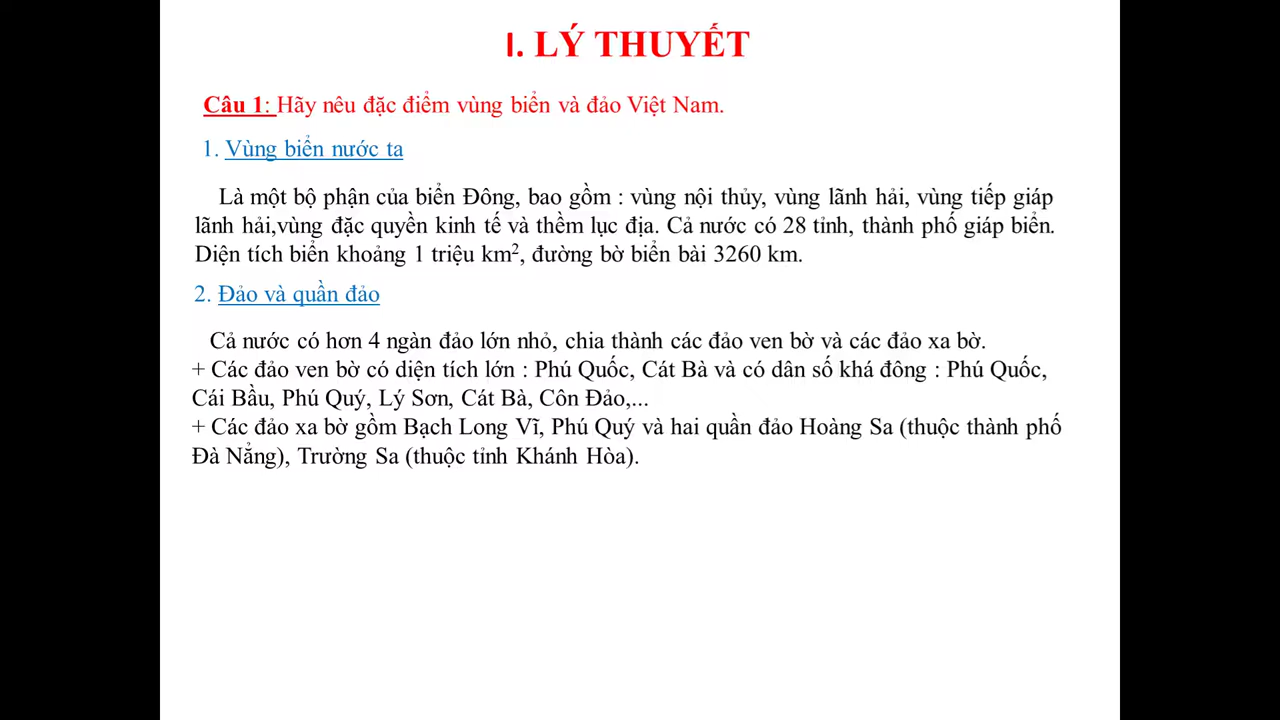 I. LÝ THUYẾT
Câu 1: Hãy nêu đặc điểm vùng biển và đảo Việt Nam.
1. Vùng biển nước ta
Là một bộ phận của biển Đông, bao gồm : vùng nội thủy, vùng lãnh hải, vùng tiếp giáp
lãnh hải,vùng đặc quyền kinh tế và thềm lục địa. Cả nước có 28 tỉnh, thành phố giáp biển.
Diện tích biển khoảng 1 triệu km², đường bờ biển bài 3260 km.
2. Đảo và quần đảo
Cả nước có hơn 4 ngàn đảo lớn nhỏ, chia thành các đảo ven bờ và các đảo xa bờ.
+ Các đảo ven bờ có diện tích lớn : Phú Quốc, Cát Bà và có dân số khá đông : Phú Quốc,
Cái Bầu, Phú Quý, Lý Sơn, Cát Bà, Côn Đảo,...
+ Các đảo xa bờ gồm Bạch Long Vĩ, Phú Quý và hai quần đảo Hoàng Sa (thuộc thành phố
Đà Nẵng), Trường Sa (thuộc tỉnh Khánh Hòa).